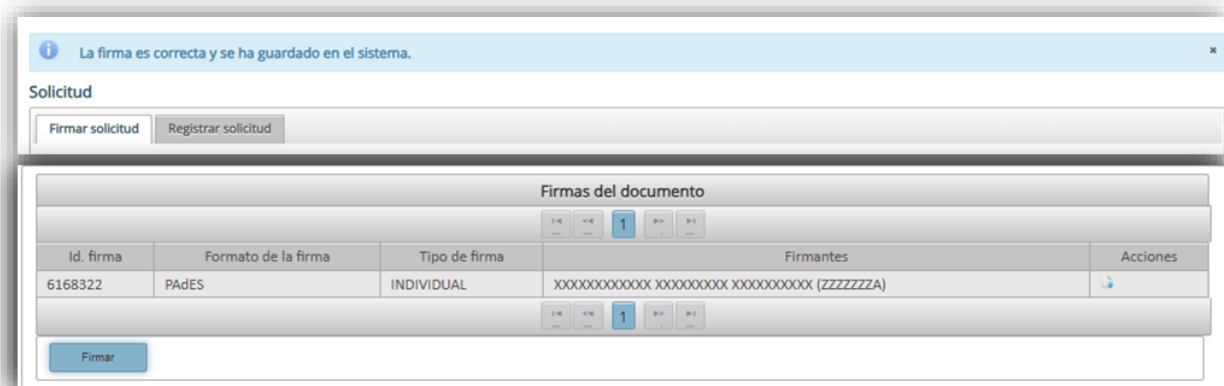 La firma es correcta y se ha guardado en el sistema.
Solicitud
Firmar solicitud Registrar solicitud
Firmas del documento
1
Id. firma Formato de la firma Tipo de firma Firmantes Acciones
6168322 PAdES INDIVIDUAL XXXXXXXXXXXX XXXXXXXXX XXXXXXXXXX (ZZZZZZZA)
1
Firmar